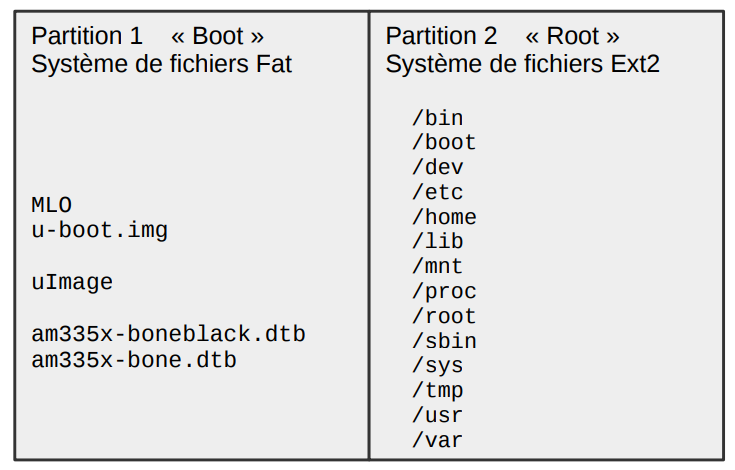 Partition 1 « Boot »
Système de fichiers Fat
MLO
u-boot.img
uImage
am335x-boneblack.dtb
am335x-bone.dtb
Partition 2 « Root »
Système de fichiers Ext2
/bin
/boot
/dev
/etc
/home
/lib
/mnt
/proc
/root
/sbin
/sys
/tmp
/usr
/var